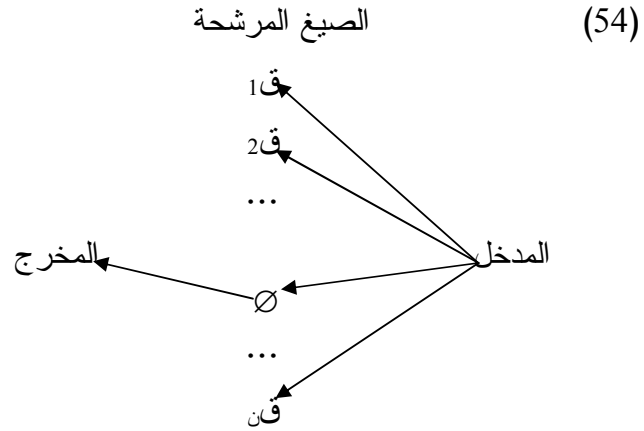 (54) الصيغ المرشحة
ق1
ق2
...
المدخل المخرج
∅
...
قن